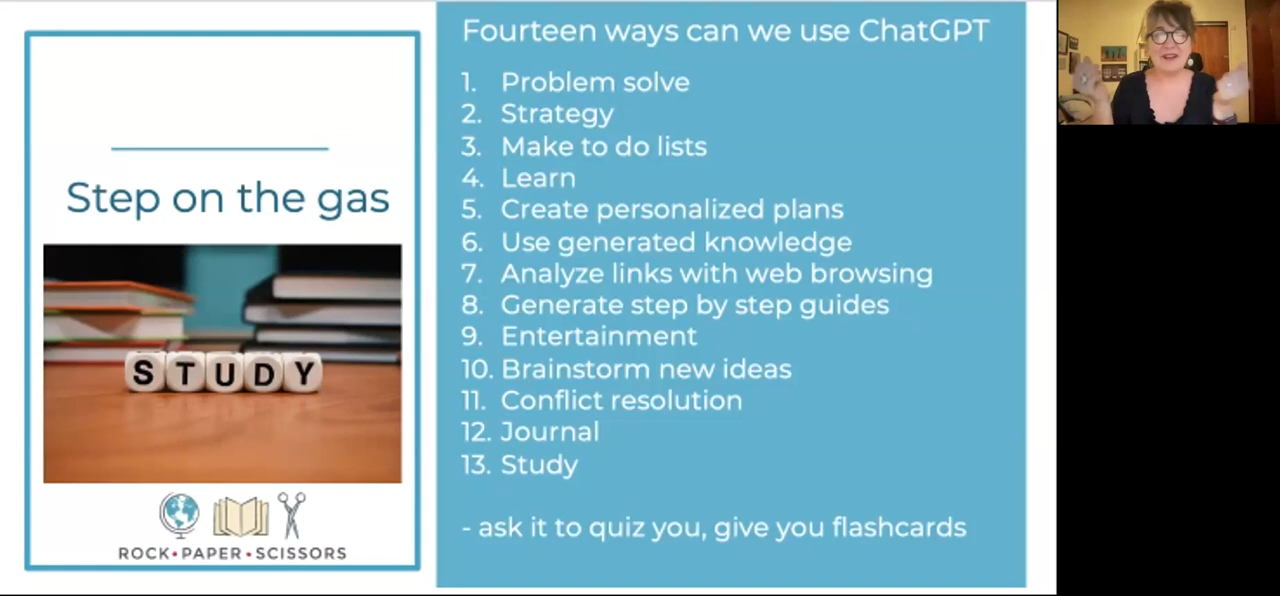 Step on the gas
STUDY
ROCK•PAPER•SCISSORS
Fourteen ways can we use ChatGPT
1. Problem solve
2. Strategy
3. Make to do lists
4. Learn
5. Create personalized plans
6. Use generated knowledge
7. Analyze links with web browsing
8. Generate step by step guides
9. Entertainment
10. Brainstorm new ideas
11. Conflict resolution
12. Journal
13. Study
- ask it to quiz you, give you flashcards